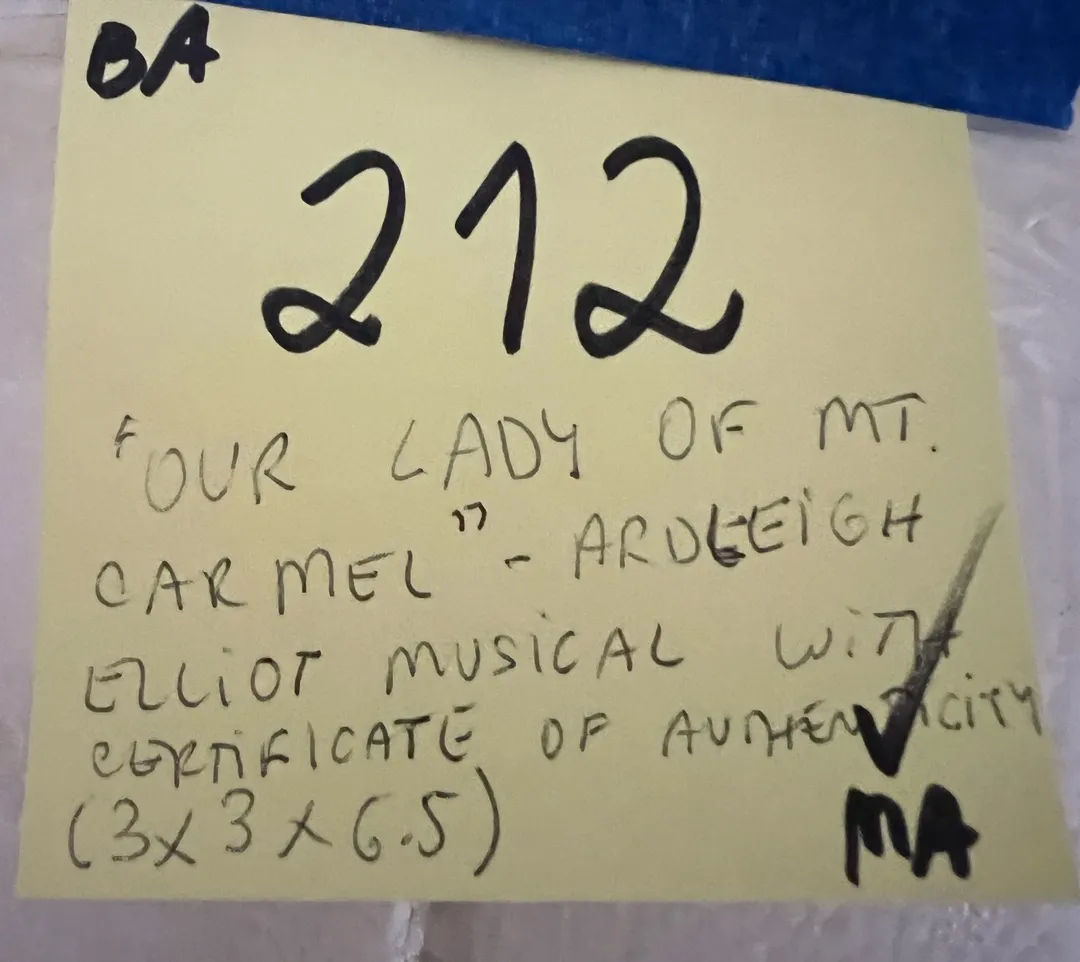 BA
212
"OUR LADY OF MT.
CARMEL" - ARDLEIGH
ELLIOT MUSICAL WITH
CERTIFICATE OF AUTHENTICITY
(3x3x6.5)
MA